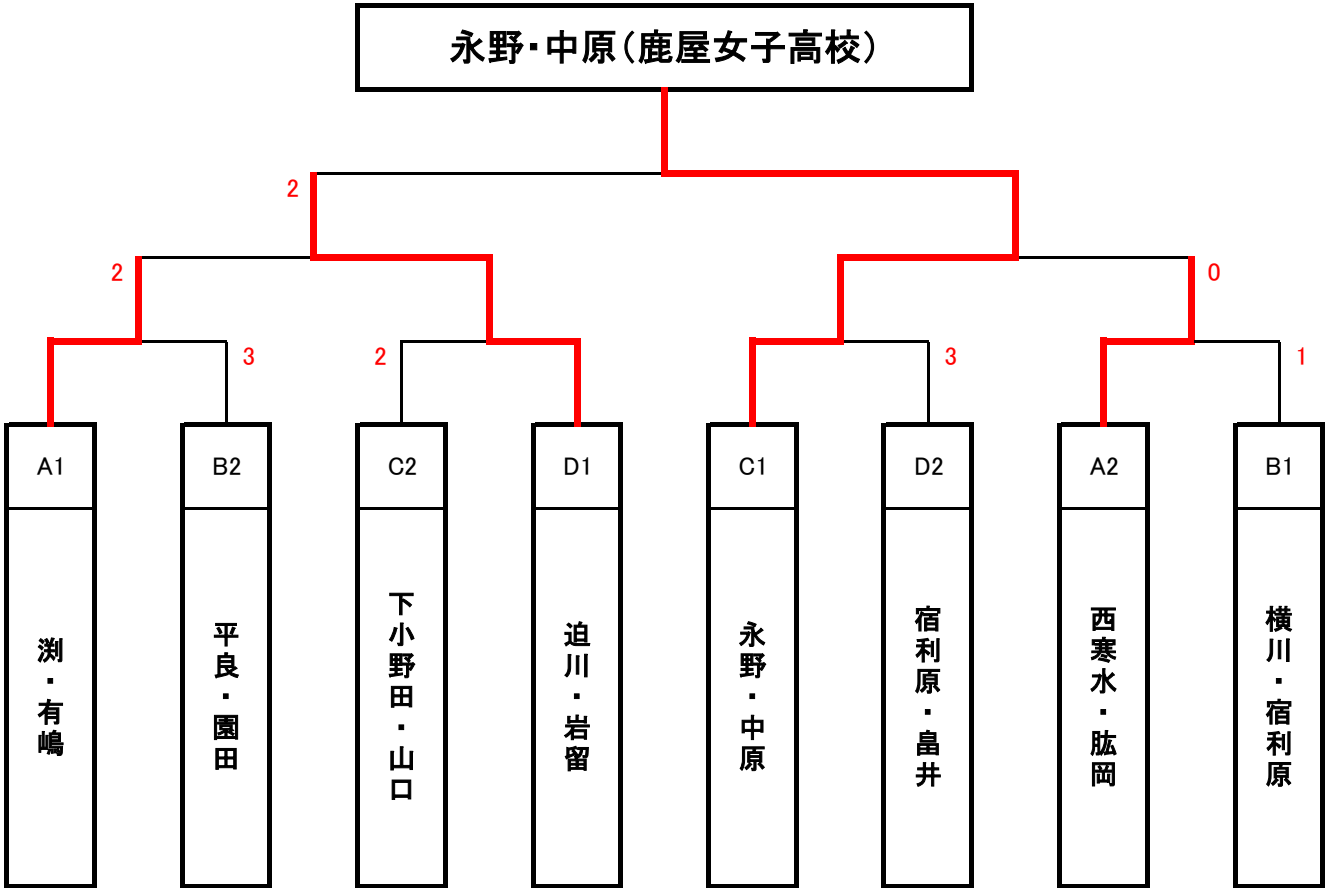 永野・中原(鹿屋女子高校)
2
2
0
3
2
3
1
A1
B2
C2
D1
C1
D2
A2
B1
渕・有嶋
平良・園田
下小野田・山口
迫川・岩留
永野・中原
宿利原・畠井
西寒水・肱岡
横川・宿利原